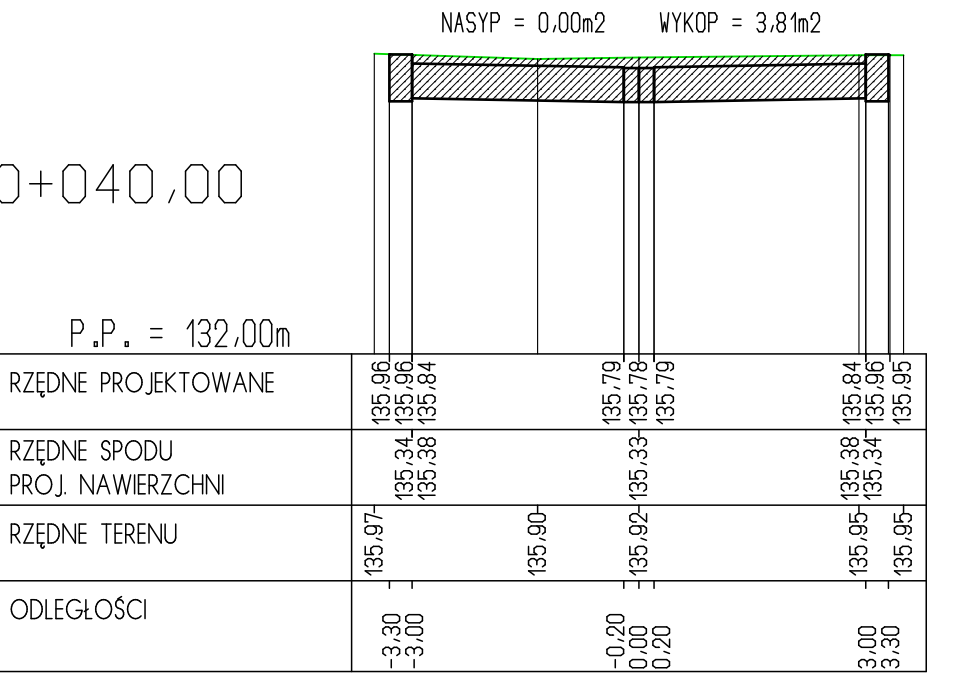 NASYP = 0,00m2 WYKOP = 3,81m2
0+040,00
P.P. = 132,00m
RZĘDNE PROJEKTOWANE 135,96 135,96 135,84 135,79 135,78 135,79 135,84 135,96 135,95
RZĘDNE SPODU
PROJ. NAWIERZCHNI 135,34 135,38 135,33 135,38 135,34
RZĘDNE TERENU 135,97 135,90 135,92 135,95 135,95
ODLEGŁOŚCI -3,30 -3,00 -0,20 0,00 0,20 3,00 3,30